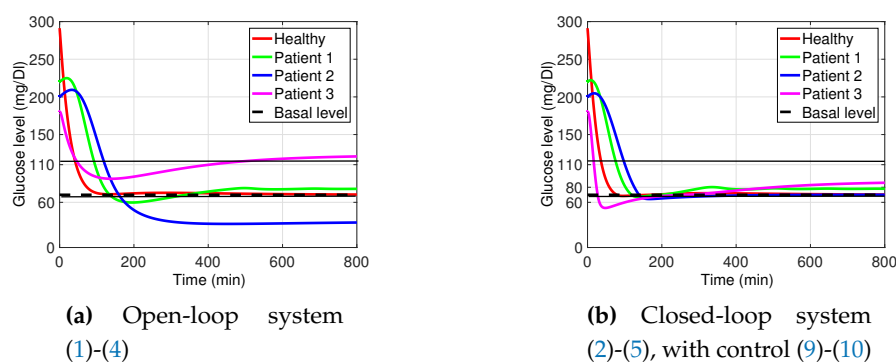 300
200
150
110
60
0
Glucose level (mg/Dl)
0 200 400 600 800
Time (min)
Healthy
Patient 1
Patient 2
Patient 3
Basal level
(a) Open-loop system
(1)-(4)
300
200
150
110
80
60
0
Glucose level (mg/Dl)
0 200 400 600 800
Time (min)
Healthy
Patient 1
Patient 2
Patient 3
Basal level
(b) Closed-loop system
(2)-(5), with control (9)-(10)